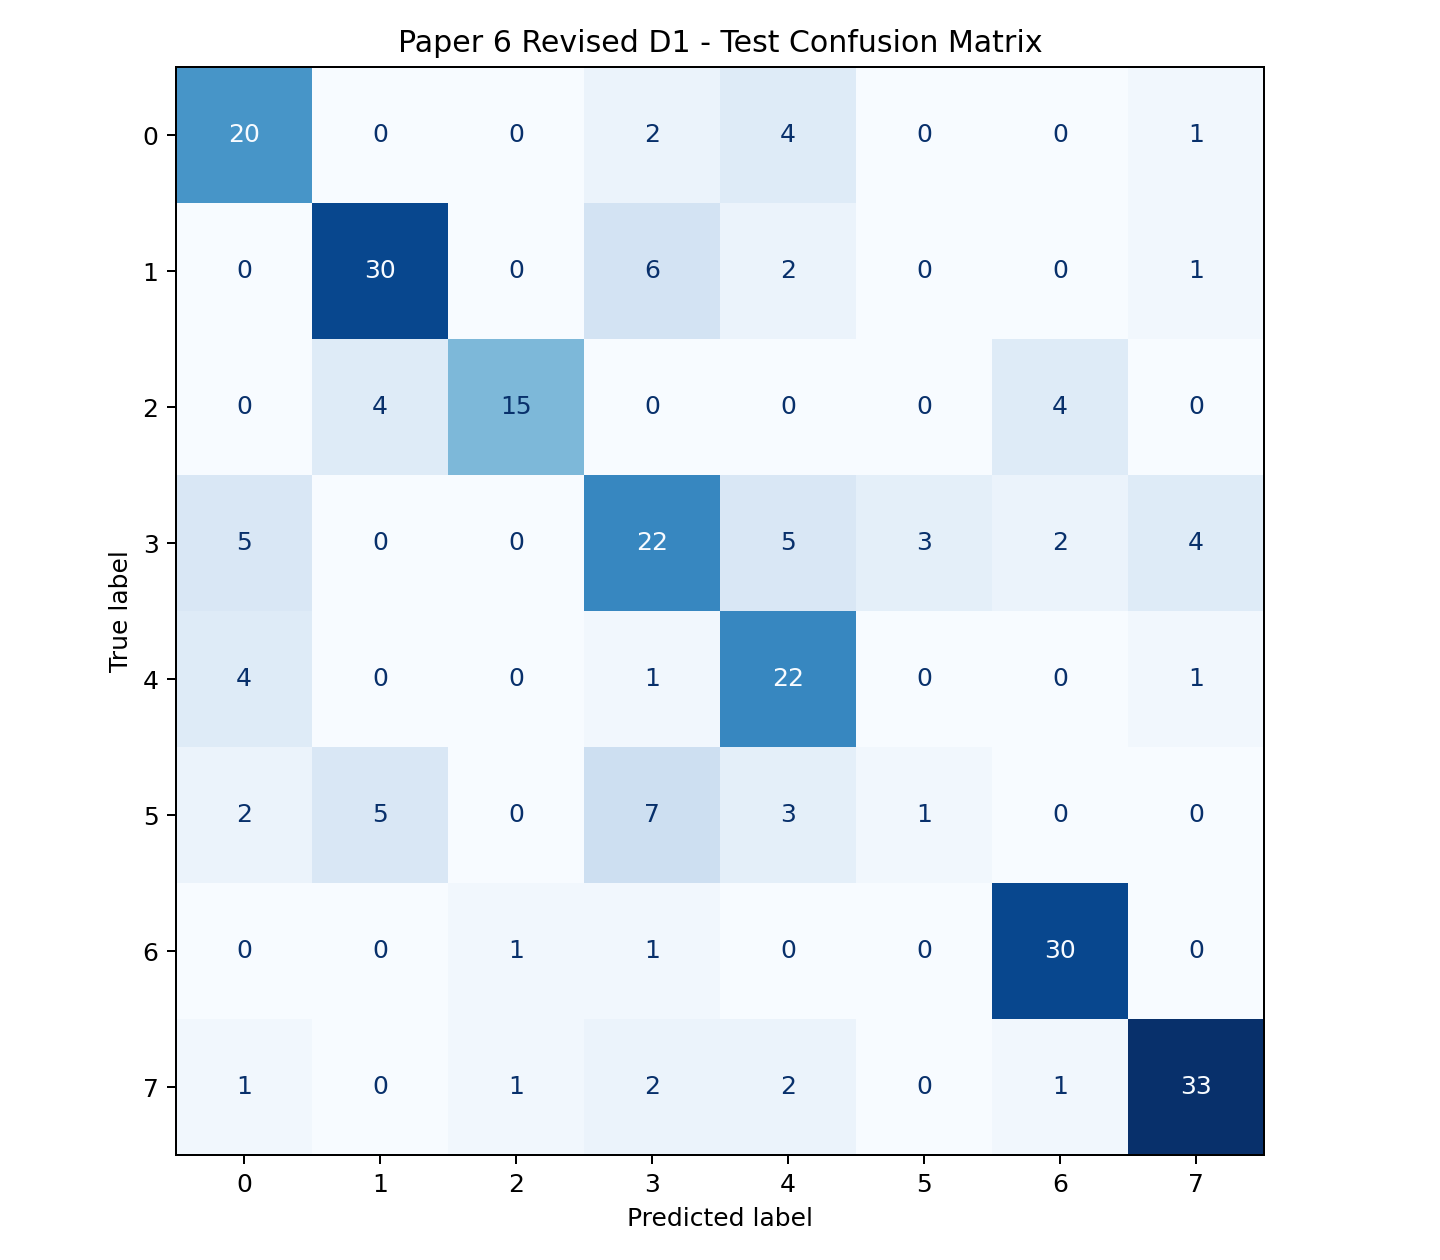 Paper 6 Revised D1 - Test Confusion Matrix
0 20 0 0 2 4 0 0 1
1 0 30 0 6 2 0 0 1
2 0 4 15 0 0 0 4 0
3 5 0 0 22 5 3 2 4
4 4 0 0 1 22 0 0 1
5 2 5 0 7 3 1 0 0
6 0 0 1 1 0 0 30 0
7 1 0 1 2 2 0 1 33
True label
0 1 2 3 4 5 6 7
Predicted label